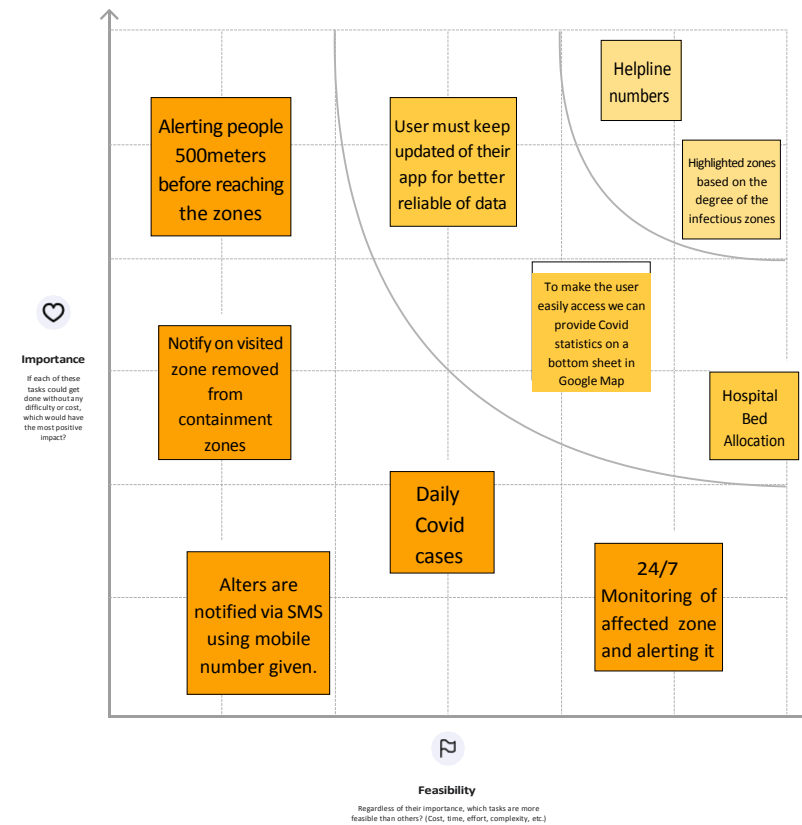 Helpline
numbers
Alerting people
500meters
before reaching
the zones
User must keep
updated of their
app for better
reliable of data
Highlighted zones
based on the
degree of the
infectious zones
To make the user
easily access we can
provide Covid
statistics on a
bottom sheet in
Google Map
Importance
If each of these
tasks could get
done without any
difficulty or cost,
which would have
the most positive
impact?
Notify on visited
zone removed
from
containment
zones
Hospital
Bed
Allocation
Daily
Covid
cases
Alters are
notified via SMS
using mobile
number given.
24/7
Monitoring of
affected zone
and alerting it
Feasibility
Regardless of their importance, which tasks are more
feasible than others? (Cost, time, effort, complexity, etc.)